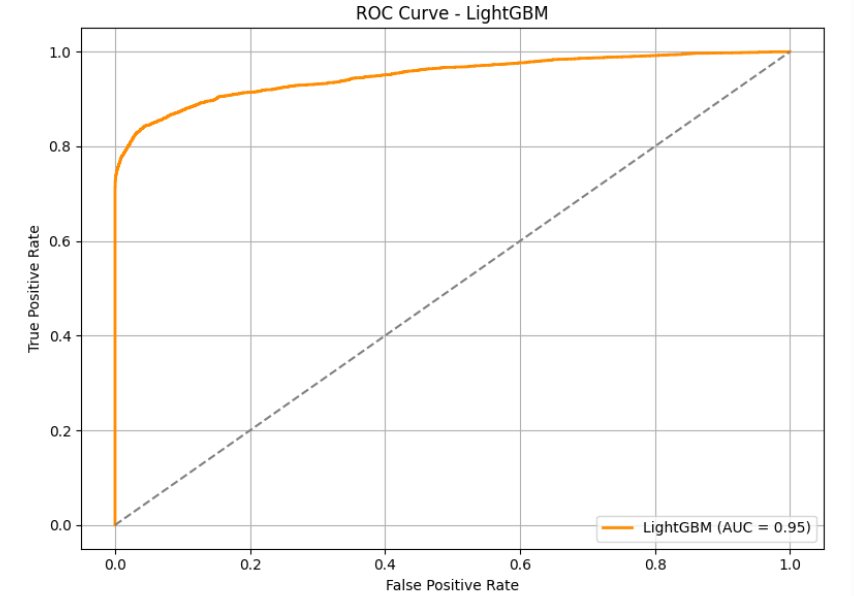 ROC Curve - LightGBM
1.0
0.8
0.6
0.4
0.2
0.0
True Positive Rate
0.0 0.2 0.4 0.6 0.8 1.0
False Positive Rate
LightGBM (AUC = 0.95)